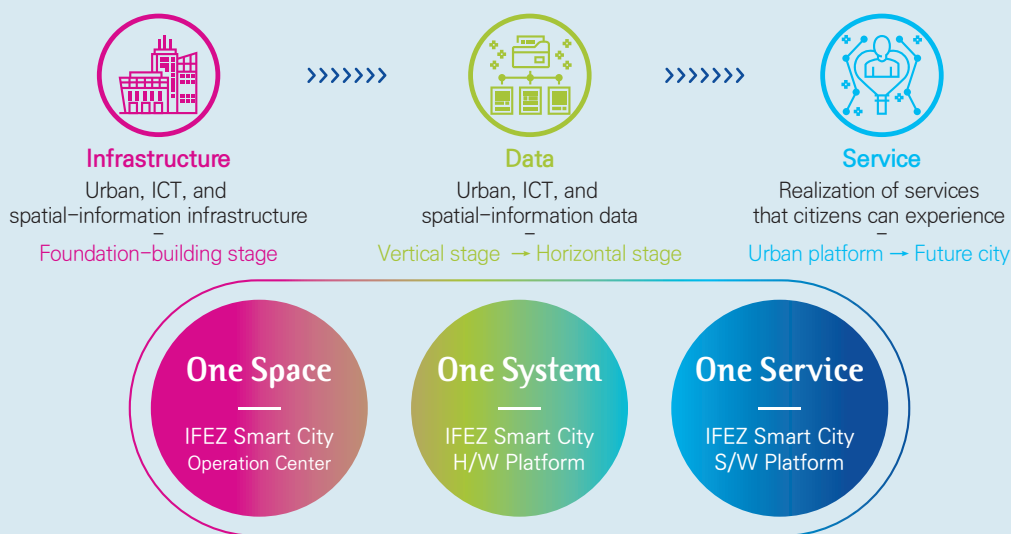 Infrastructure
Urban, ICT, and
spatial-information infrastructure
–
Foundation-building stage
Data
Urban, ICT, and
spatial-information data
–
Vertical stage → Horizontal stage
Service
Realization of services
that citizens can experience
–
Urban platform → Future city
One Space
IFEZ Smart City
Operation Center
One System
IFEZ Smart City
H/W Platform
One Service
IFEZ Smart City
S/W Platform